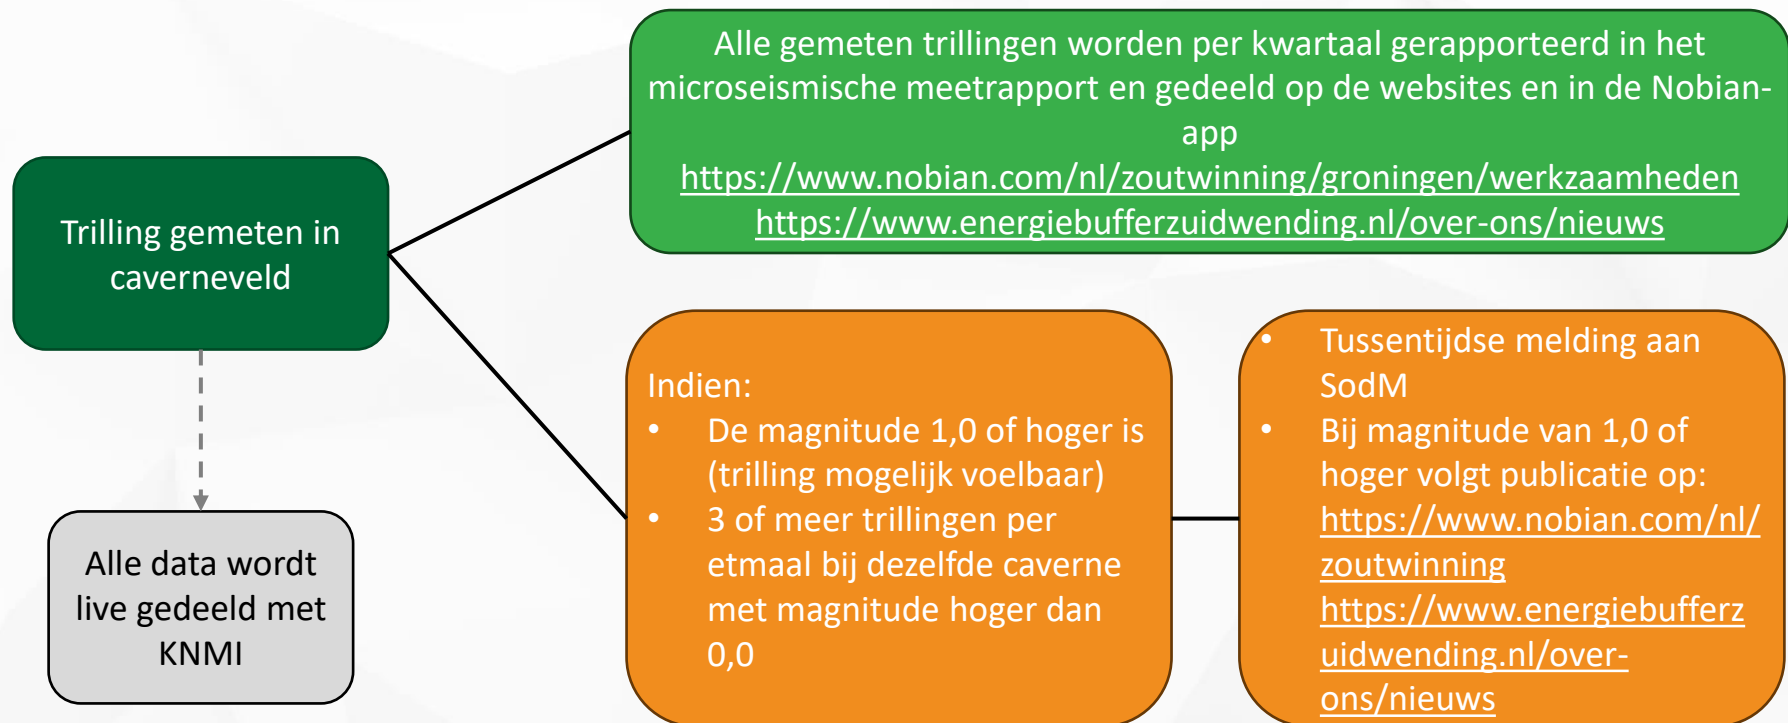 Alle gemeten trillingen worden per kwartaal gerapporteerd in het
microseismische meetrapport en gedeeld op de websites en in de Nobian-
app
https://www.nobian.com/nl/zoutwinning/groningen/werkzaamheden
https://www.energiebufferzuidwending.nl/over-ons/nieuws
Trilling gemeten in
caverneveld
Alle data wordt
live gedeeld met
KNMI
Indien:
• De magnitude 1,0 of hoger is
(trilling mogelijk voelbaar)
• 3 of meer trillingen per
etmaal bij dezelfde caverne
met magnitude hoger dan
0,0
• Tussentijdse melding aan
SodM
• Bij magnitude van 1,0 of
hoger volgt publicatie op:
https://www.nobian.com/nl/
zoutwinning
https://www.energiebufferz
uidwending.nl/over-
ons/nieuws